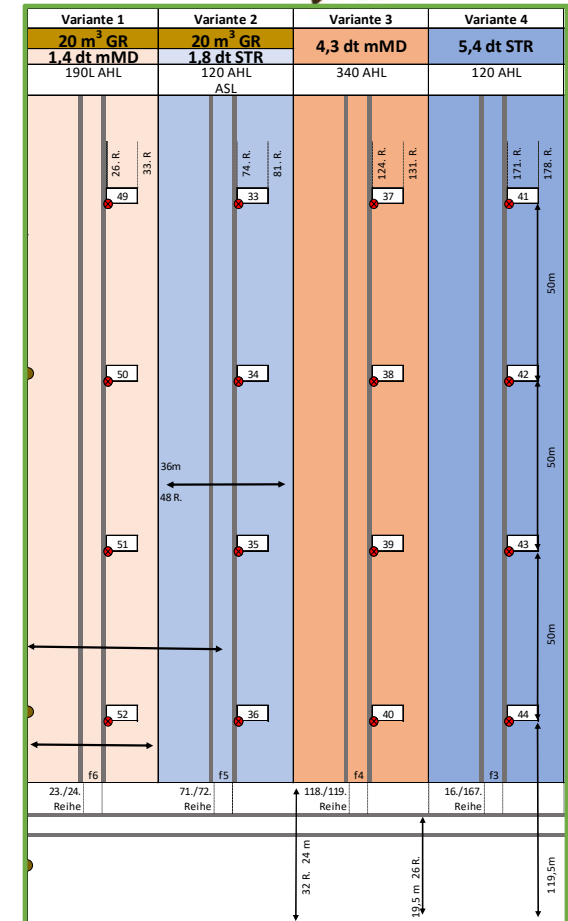 Variante 1 Variante 2 Variante 3 Variante 4
20 m³ GR 20 m³ GR 4,3 dt mMD 5,4 dt STR
1,4 dt mMD 1,8 dt STR
190L AHL 120 AHL 340 AHL 120 AHL
ASL
26. R. 33. R 74. R. 81. R. 124. R. 131. R. 171. R. 178. R.
49 33 37 41
50m
50 34 38 42
36m
48 R.
50m
51 35 39 43
50m
52 36 40 44
f6 f5 f4 f3
23./24. 71./72. 118./119. 16./167.
Reihe Reihe Reihe Reihe
32 R. 24 m
19,5 m 26 R.
119,5m